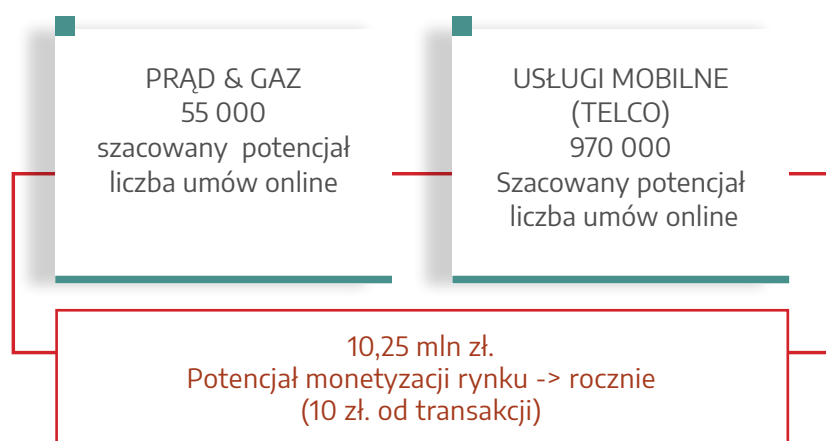 PRĄD & GAZ
55 000
szacowany potencjał
liczba umów online
USŁUGI MOBILNE
(TELCO)
970 000
Szacowany potencjał
liczba umów online
10,25 mln zł.
Potencjał monetyzacji rynku -> rocznie
(10 zł. od transakcji)